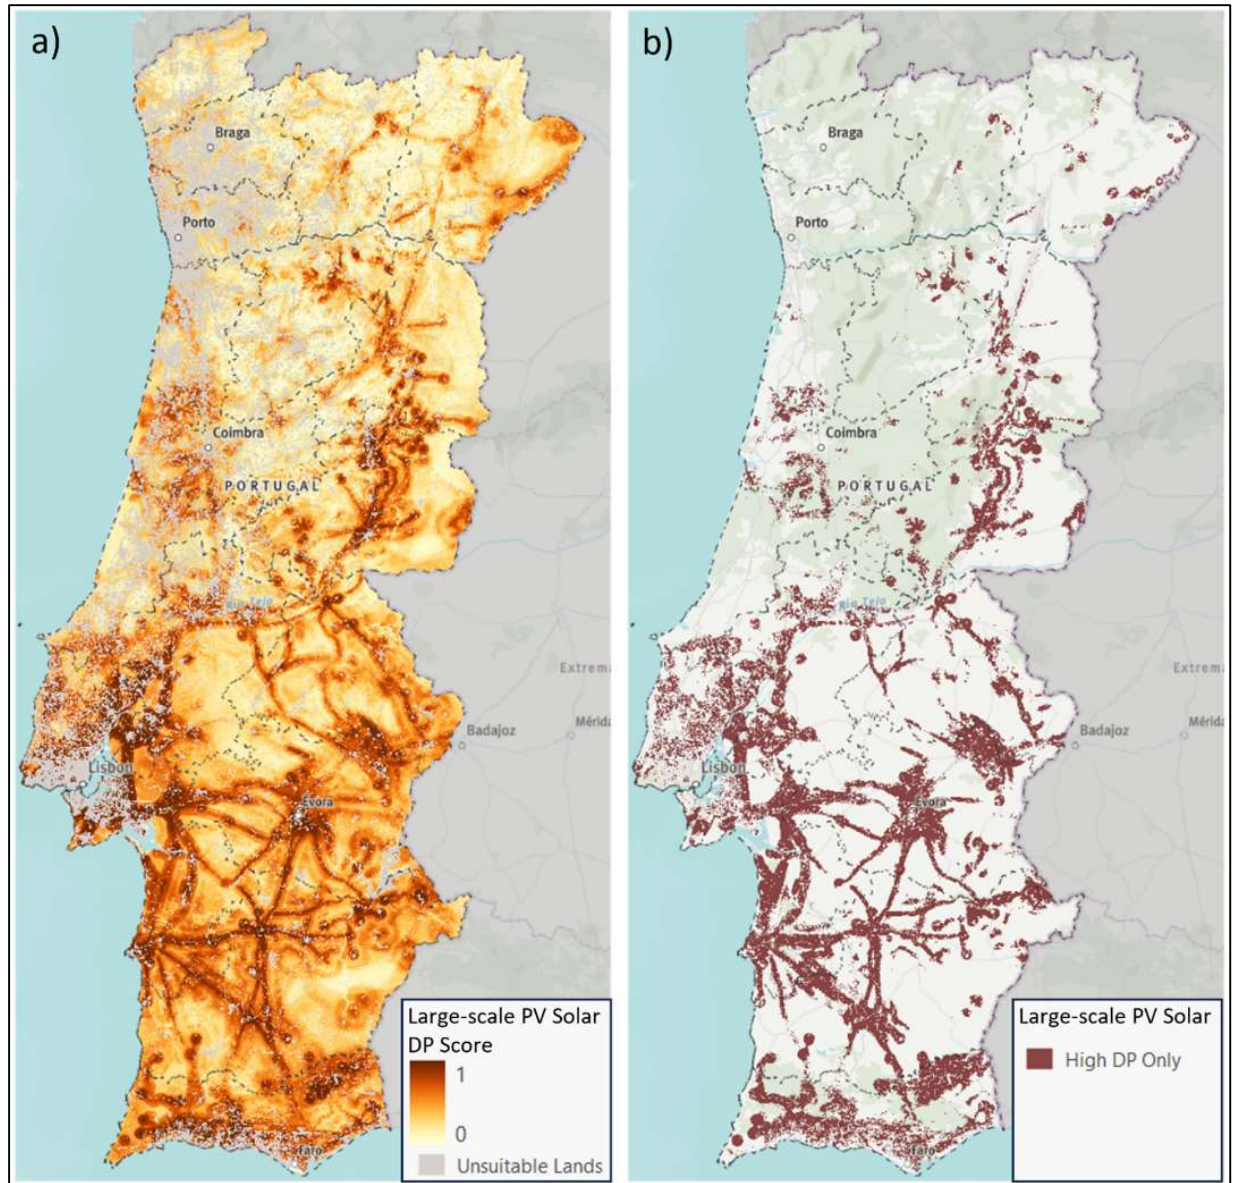 a)
Braga
Porto
Coimbra
PORTUGAL
Rio Tejo
Extrem
Badajoz
Mérida
Lisbon
Évora
Faro
Large-scale PV Solar
DP Score
1
0
Unsuitable Lands
b)
Braga
Porto
Coimbra
PORTUGAL
Rio Tejo
Extrem
Badajoz
Mérid
Lisbon
Évora
Faro
Large-scale PV Solar
High DP Only